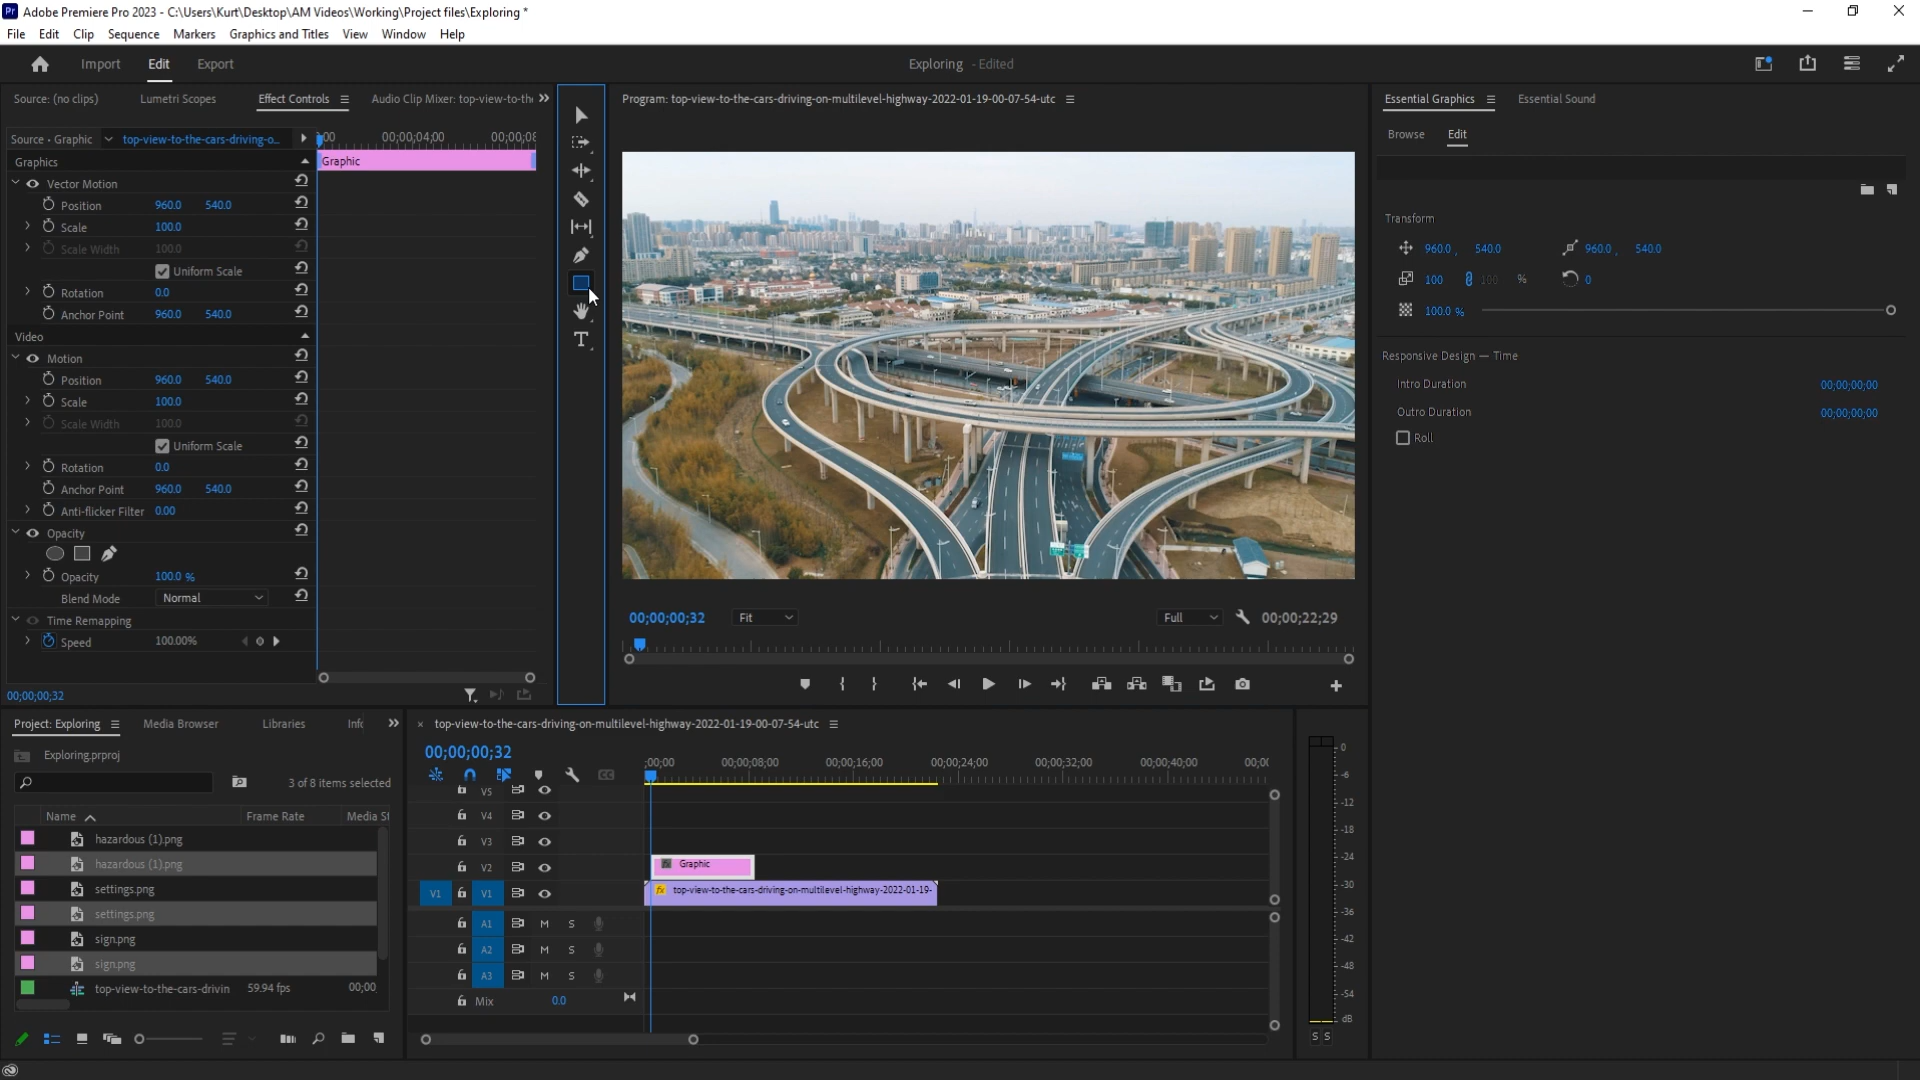 Adobe Premiere Pro 2023 - C:\Users\Kurt\Desktop\AM Videos\Working\Project files\Exploring *
File Edit Clip Sequence Markers Graphics and Titles View Window Help
Import Edit Export
Exploring - Edited
Source: (no clips) Lumetri Scopes Effect Controls Audio Clip Mixer: top-view-to-the
Source • Graphic top-view-to-the-cars-driving-o...
:00 00;00;04;00 00;00;08
Graphics
Graphic
Vector Motion
Position 960.0 540.0
Scale 100.0
Scale Width 100.0
Uniform Scale
Rotation 0.0
Anchor Point 960.0 540.0
Video
Motion
Position 960.0 540.0
Scale 100.0
Scale Width 100.0
Uniform Scale
Rotation 0.0
Anchor Point 960.0 540.0
Anti-flicker Filter 0.00
Opacity
Opacity 100.0 %
Blend Mode Normal
Time Remapping
Speed 100.00%
00;00;00;32
Program: top-view-to-the-cars-driving-on-multilevel-highway-2022-01-19-00-07-54-utc
00;00;00;32 Fit Full 00;00;22;29
Essential Graphics Essential Sound
Browse Edit
Transform
960.0 , 540.0 960.0 , 540.0
100 100 % 0
100.0 %
Responsive Design — Time
Intro Duration 00;00;00;00
Outro Duration 00;00;00;00
Roll
Project: Exploring Media Browser Libraries Info
Exploring.prproj
3 of 8 items selected
Name Frame Rate Media St
hazardous (1).png
hazardous (1).png
settings.png
settings.png
sign.png
sign.png
top-view-to-the-cars-drivin 59.94 fps 00;00
top-view-to-the-cars-driving-on-multilevel-highway-2022-01-19-00-07-54-utc
00;00;00;32
;00;00 00;00;08;00 00;00;16;00 00;00;24;00 00;00;32;00 00;00;40;00 00;00
V5
V4
V3
V2 Graphic
V1 V1 fx top-view-to-the-cars-driving-on-multilevel-highway-2022-01-19-
A1 M S
A2 M S
A3 M S
Mix 0.0
0
-6
-12
-18
-24
-30
-36
-42
-48
-54
dB
S S